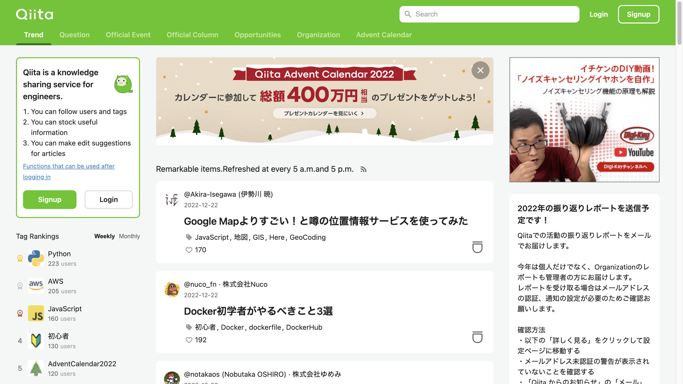 Qiita
Search
Login
Signup
Trend
Question
Official Event
Official Column
Opportunities
Organization
Advent Calendar
Qiita is a knowledge
sharing service for
engineers.
1. You can follow users and tags
2. You can stock useful
information
3. You can make edit suggestions
for articles
Functions that can be used after
logging in
Signup
Login
Tag Rankings
Weekly
Monthly
Python
223 users
AWS
205 users
JS
JavaScript
160 users
4
初心者
130 users
5
AdventCalendar2022
120 users
Qiita Advent Calendar 2022
カレンダーに参加して 総額400万円相当のプレゼントをゲットしよう!
プレゼントカレンダーを見にいく
Remarkable items.Refreshed at every 5 a.m.and 5 p.m.
@Akira-Isegawa (伊勢川 暁)
2022-12-22
Google Mapよりすごい！と噂の位置情報サービスを使ってみた
JavaScript, 地図, GIS, Here, GeoCoding
170
@nuco_fn · 株式会社Nuco
2022-12-22
Docker初学者がやるべきこと3選
初心者, Docker, dockerfile, DockerHub
192
@notakaos (Nobutaka OSHIRO) · 株式会社ゆめみ
イチケンのDIY動画！
「ノイズキャンセリングイヤホンを自作」
ノイズキャンセリング機能の原理も解説
Digi-Key
YouTube
Digi-Keyチャンネルへ
2022年の振り返りレポートを送信予
定です！
Qiitaでの活動の振り返りレポートをメール
でお届けします。
今年は個人だけでなく、Organizationのレ
ポートも管理者の方にお届けします。
レポートを受け取る場合はメールアドレス
の認証、通知の設定が必要のためご確認お
願いします。
確認方法
・以下の「詳しく見る」をクリックして設
定ページに移動する
・メールアドレス未認証の警告が表示され
ていないことを確認する
・「Qiita からのお知らせ」の「メール」